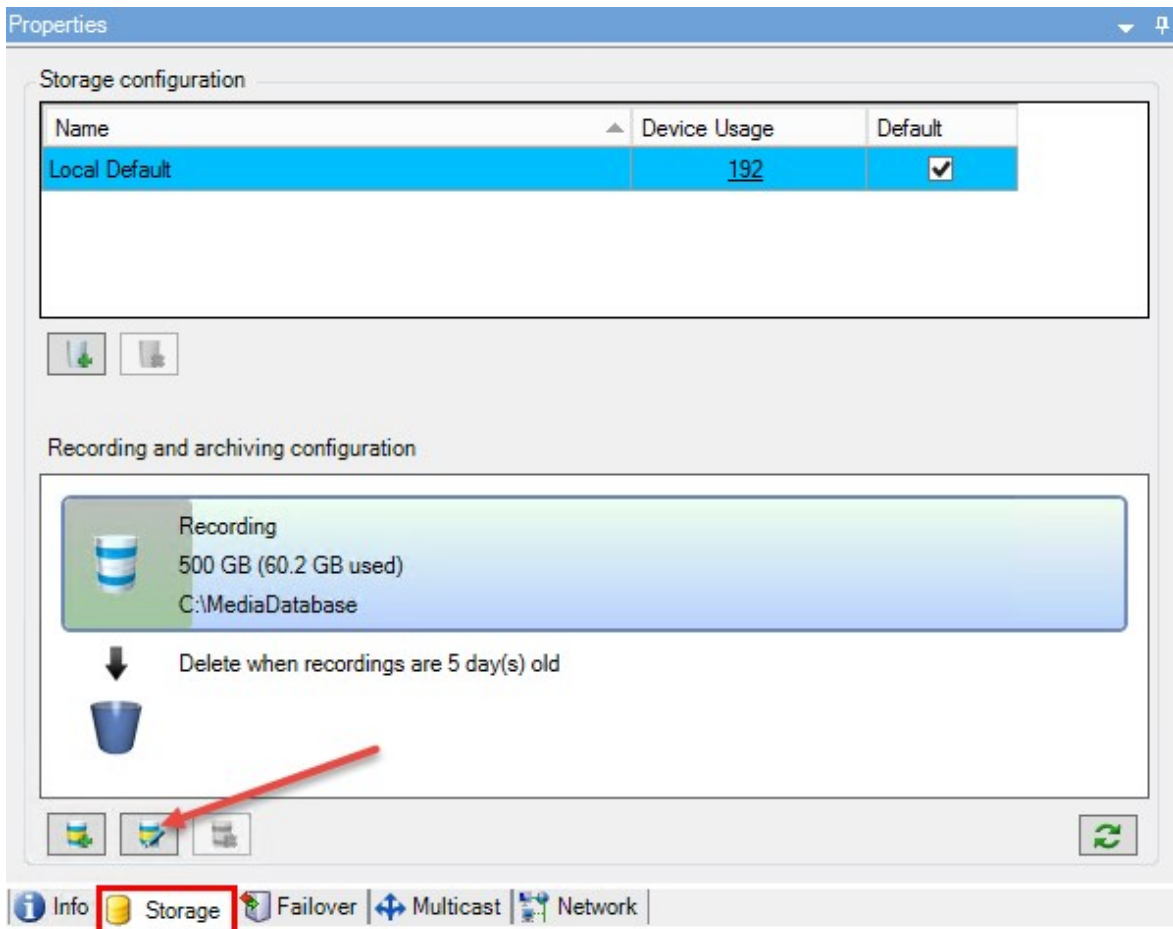 Properties
Storage configuration
Name Device Usage Default
Local Default 192
Recording and archiving configuration
Recording
500 GB (60.2 GB used)
C:\MediaDatabase
Delete when recordings are 5 day(s) old
Info Storage Failover Multicast Network